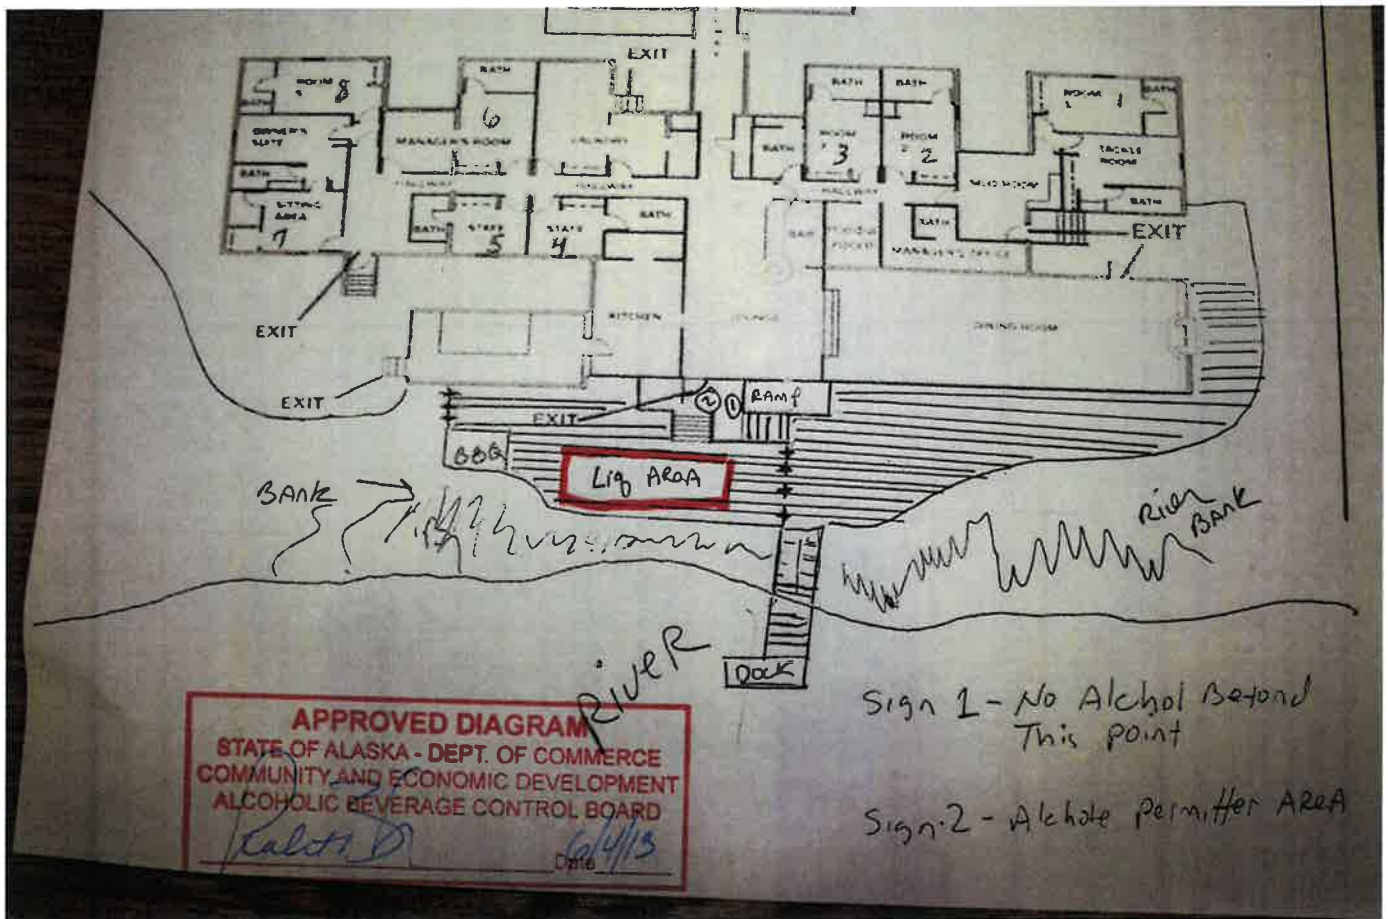 EXIT
BATH
ROOM
8
BATH
6
BATH
BATH
ROOM
1
BATH
OWNER'S
SUITE
MANAGER'S ROOM
LAUNDRY
BATH
ROOM
3
ROOM
2
TACKLE
ROOM
BATH
HALLWAY
HALLWAY
HALLWAY
MUD ROOM
BATH
SITTING
AREA
7
BATH
STAFF
5
STAFF
4
BATH
BAR
BATH
MANAGER'S OFFICE
EXIT
EXIT
KITCHEN
LOUNGE
DINING ROOM
EXIT
EXIT
2
1
RAMP
BBQ
Liq AREA
BANK
River
BANK
RiveR
DOCK
Sign 1 - No Alchol Beyond
This point
Sign 2 - Alchole Permitter AREA
APPROVED DIAGRAM
STATE OF ALASKA - DEPT. OF COMMERCE
COMMUNITY AND ECONOMIC DEVELOPMENT
ALCOHOLIC BEVERAGE CONTROL BOARD
Date 6/4/13